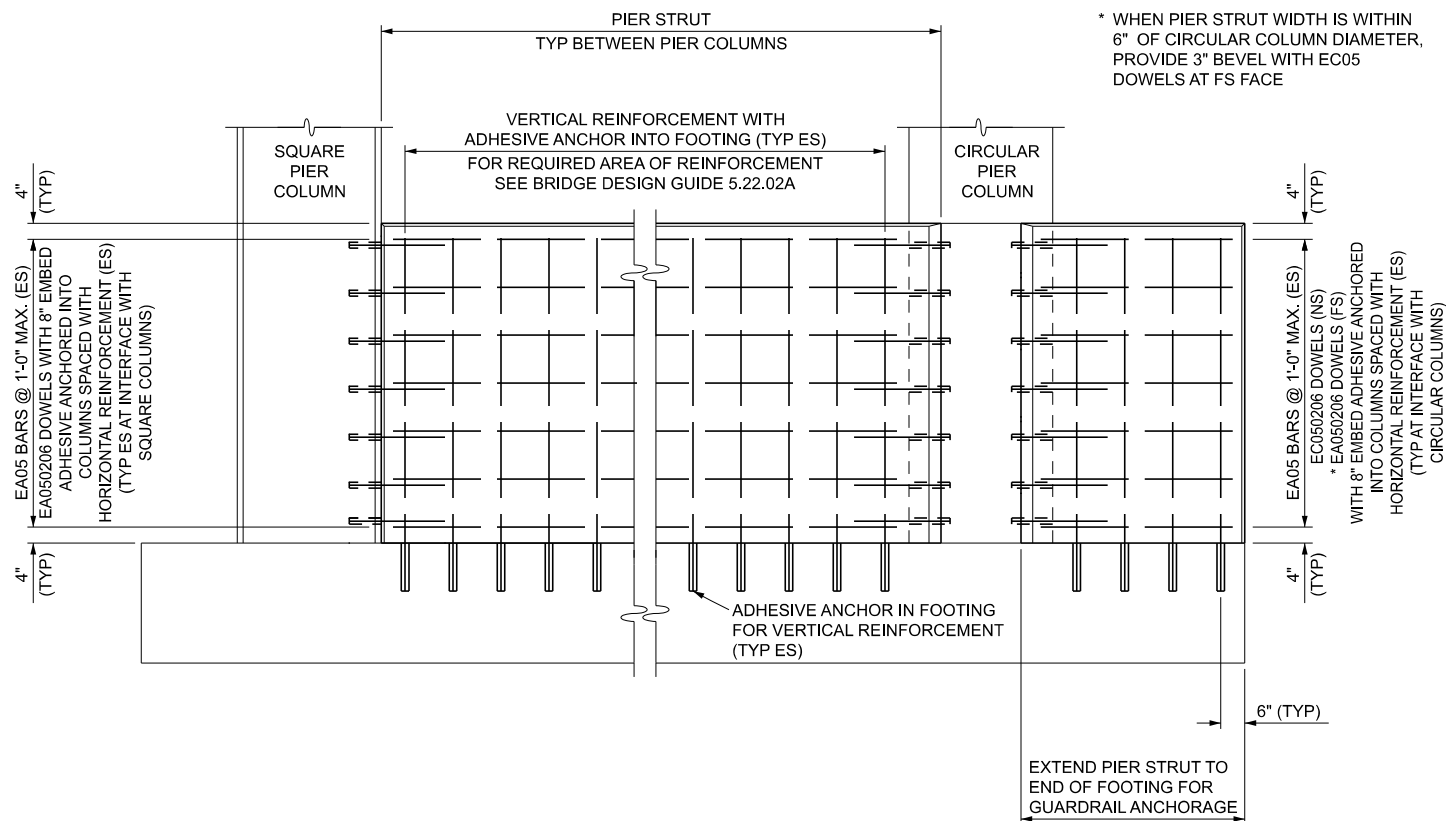 PIER STRUT
TYP BETWEEN PIER COLUMNS
* WHEN PIER STRUT WIDTH IS WITHIN
6" OF CIRCULAR COLUMN DIAMETER,
PROVIDE 3" BEVEL WITH EC05
DOWELS AT FS FACE
VERTICAL REINFORCEMENT WITH
ADHESIVE ANCHOR INTO FOOTING (TYP ES)
FOR REQUIRED AREA OF REINFORCEMENT
SEE BRIDGE DESIGN GUIDE 5.22.02A
SQUARE
PIER
COLUMN
CIRCULAR
PIER
COLUMN
4"
(TYP)
EA05 BARS @ 1'-0" MAX. (ES)
EA050206 DOWELS WITH 8" EMBED
ADHESIVE ANCHORED INTO
COLUMNS SPACED WITH
HORIZONTAL REINFORCEMENT (ES)
(TYP ES AT INTERFACE WITH
SQUARE COLUMNS)
4"
(TYP)
4"
(TYP)
EA05 BARS @ 1'-0" MAX. (ES)
EC050206 DOWELS (NS)
* EA050206 DOWELS (FS)
WITH 8" EMBED ADHESIVE ANCHORED
INTO COLUMNS SPACED WITH
HORIZONTAL REINFORCEMENT (ES)
(TYP AT INTERFACE WITH
CIRCULAR COLUMNS)
4"
(TYP)
ADHESIVE ANCHOR IN FOOTING
FOR VERTICAL REINFORCEMENT
(TYP ES)
6" (TYP)
EXTEND PIER STRUT TO
END OF FOOTING FOR
GUARDRAIL ANCHORAGE